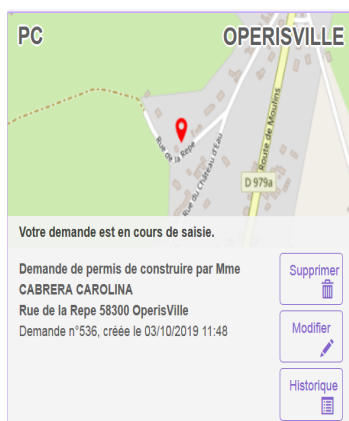 PC OPERISVILLE
Rue de la Repe
Rue du Château d'Eau
Route de Moulins
D 979a
Votre demande est en cours de saisie.
Demande de permis de construire par Mme
CABRERA CAROLINA
Rue de la Repe 58300 OperisVille
Demande n°536, créée le 03/10/2019 11:48
Supprimer
Modifier
Historique